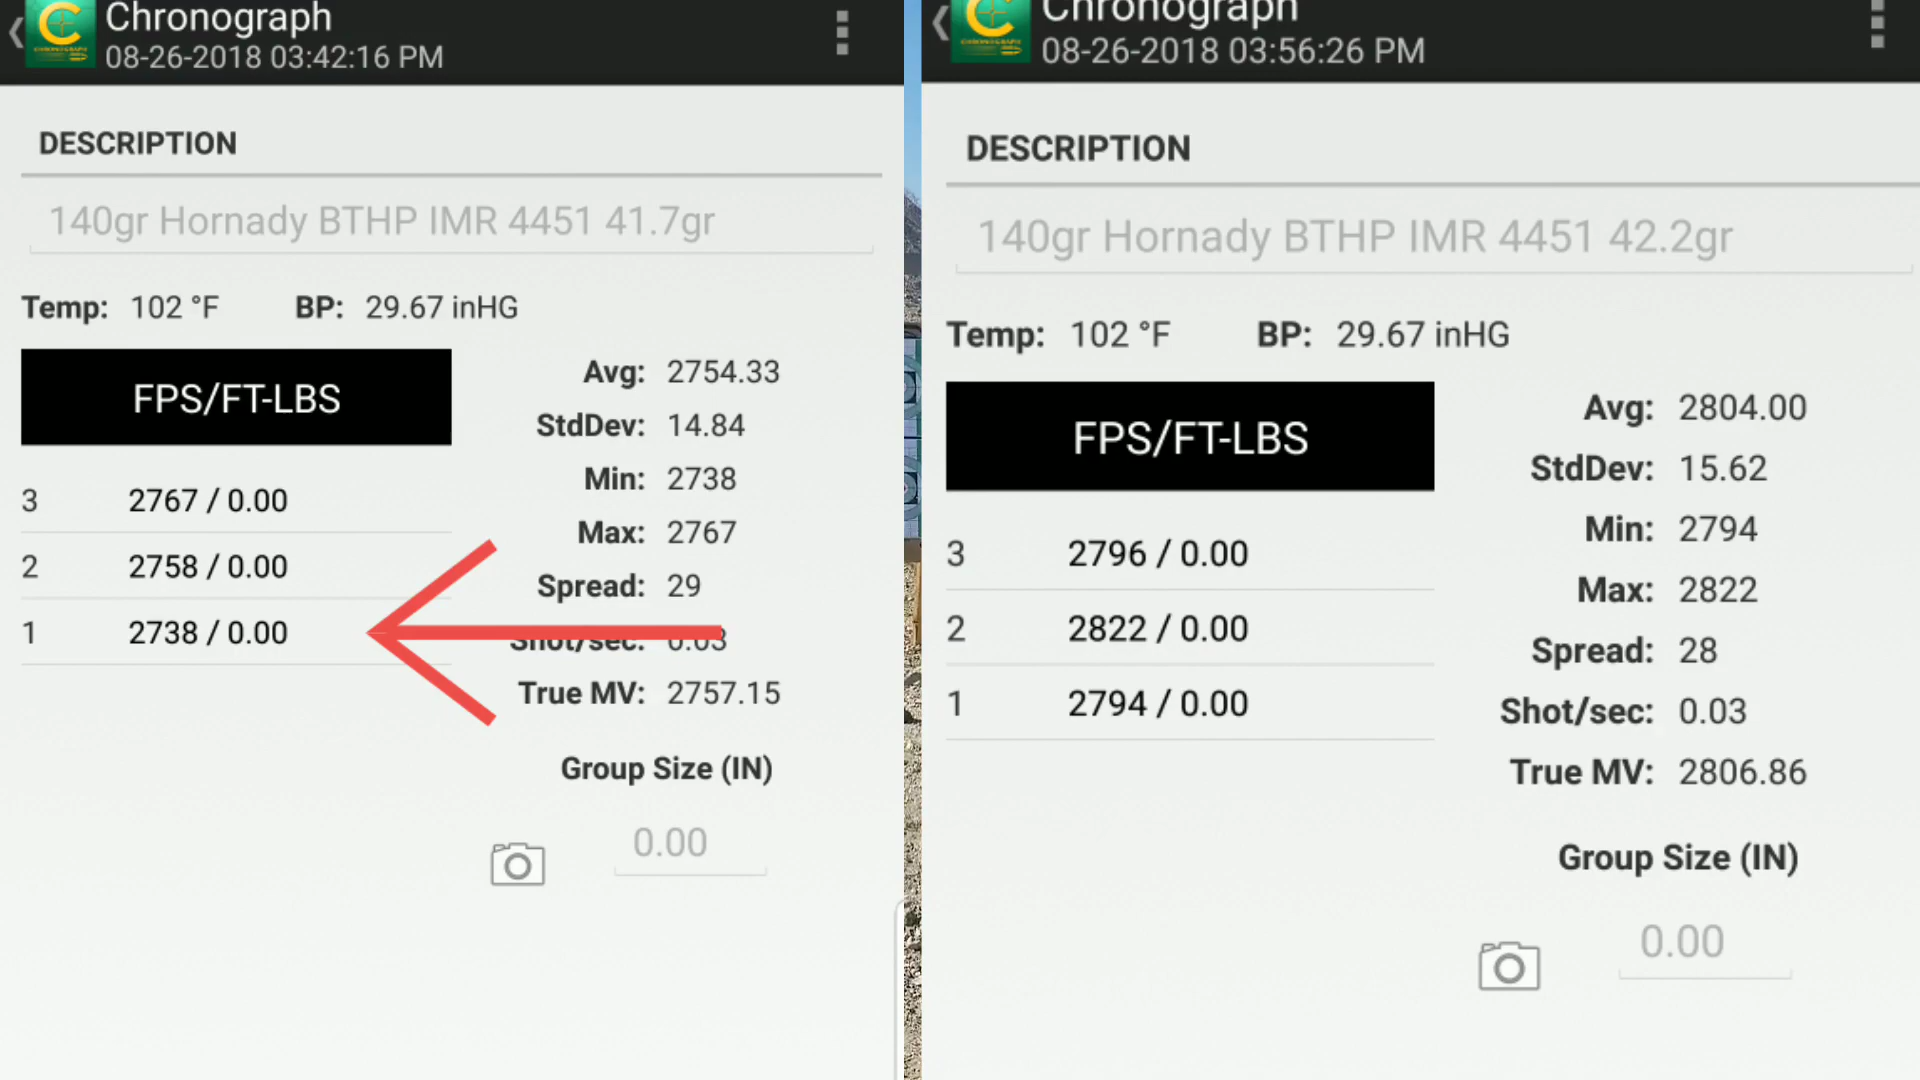 Chronograph
08-26-2018 03:42:16 PM
DESCRIPTION
140gr Hornady BTHP IMR 4451 41.7gr
Temp: 102 °F BP: 29.67 inHG
FPS/FT-LBS
3 2767 / 0.00
2 2758 / 0.00
1 2738 / 0.00
Avg: 2754.33
StdDev: 14.84
Min: 2738
Max: 2767
Spread: 29
Shot/sec: 0.03
True MV: 2757.15
Group Size (IN)
0.00
Chronograph
08-26-2018 03:56:26 PM
DESCRIPTION
140gr Hornady BTHP IMR 4451 42.2gr
Temp: 102 °F BP: 29.67 inHG
FPS/FT-LBS
3 2796 / 0.00
2 2822 / 0.00
1 2794 / 0.00
Avg: 2804.00
StdDev: 15.62
Min: 2794
Max: 2822
Spread: 28
Shot/sec: 0.03
True MV: 2806.86
Group Size (IN)
0.00